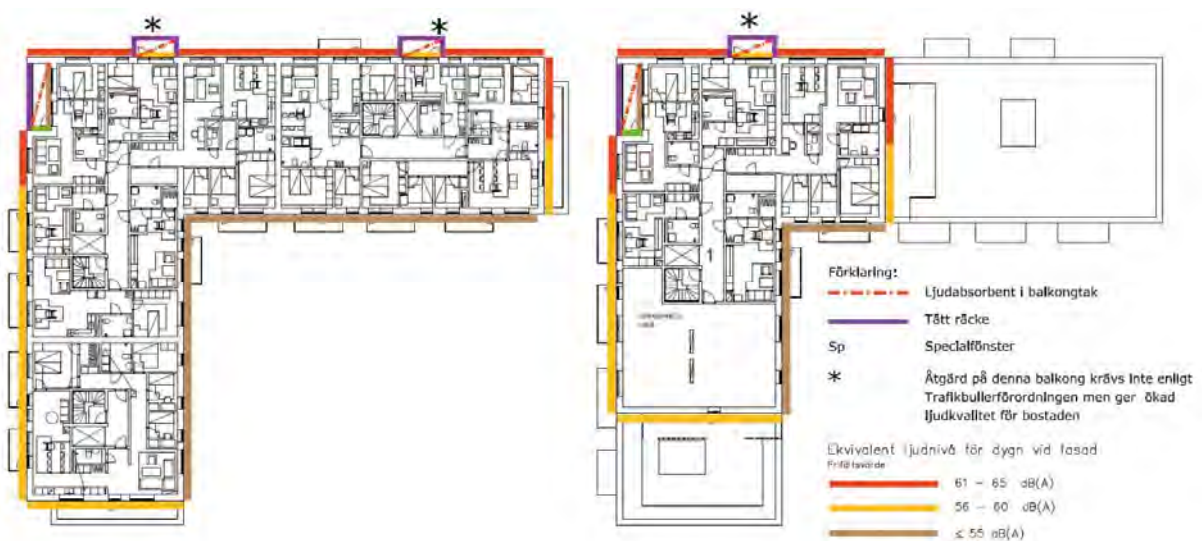 *
*
*
1
Förklaring:
Ljudabsorbent i balkongtak
Tått räcke
Sp Specialfönster
* Åtgärd på denna balkong krävs inte enligt
Trafikbullerförordningen men ger ökad
ljudkvalitet för bostaden
Ekvivalent ljudnivå för dygn vid fasad
Frifältsvärde
61 – 65 dB(A)
56 – 60 dB(A)
≤ 55 dB(A)